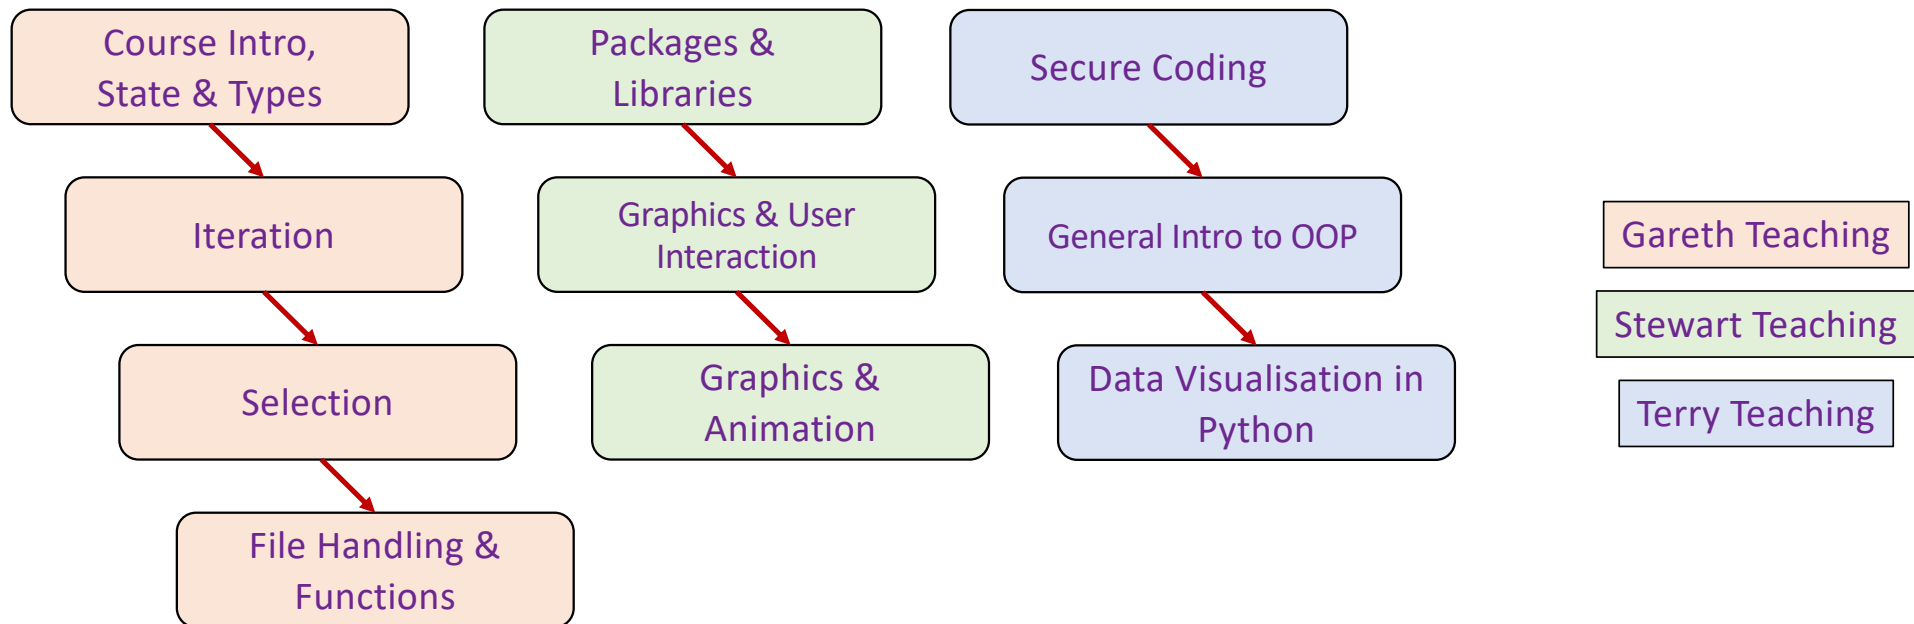 Course Intro,
State & Types
Iteration
Selection
File Handling &
Functions
Packages &
Libraries
Graphics & User
Interaction
Graphics &
Animation
Secure Coding
General Intro to OOP
Data Visualisation in
Python
Gareth Teaching
Stewart Teaching
Terry Teaching